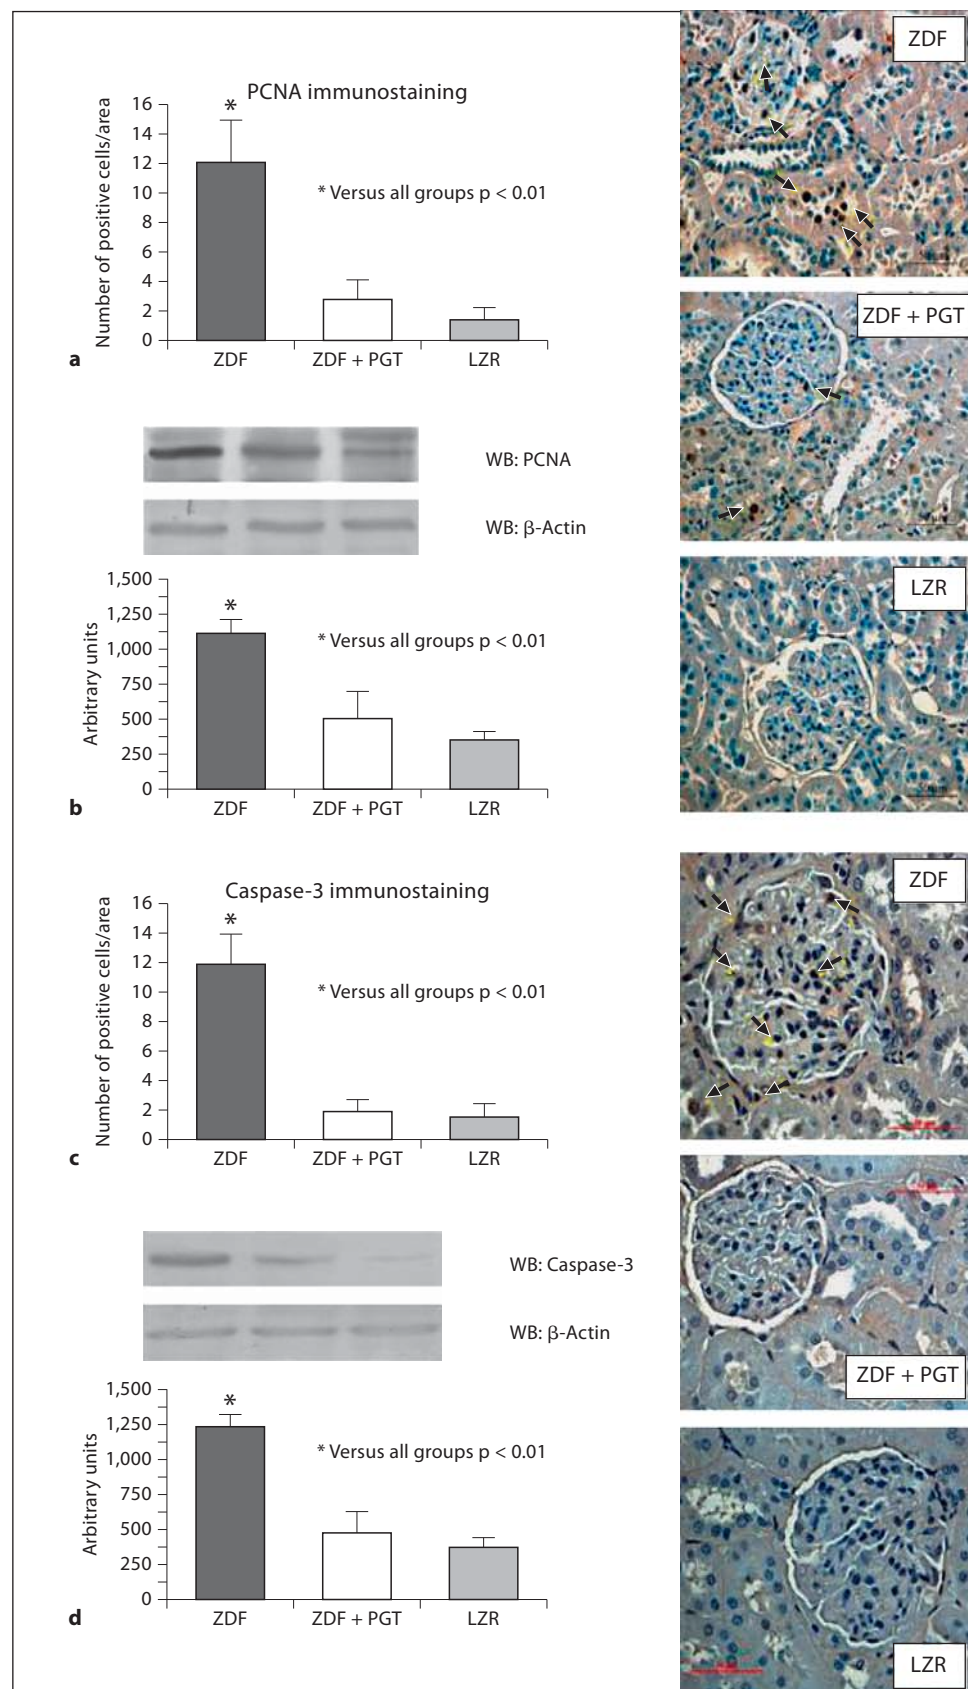 PCNA immunostaining
Number of positive cells/area
16
14
12
10
8
6
4
2
0
*
* Versus all groups p < 0.01
ZDF
ZDF + PGT
LZR
a
ZDF
ZDF + PGT
LZR
WB: PCNA
WB: β-Actin
Arbitrary units
1,500
1,250
1,000
750
500
250
0
*
* Versus all groups p < 0.01
ZDF
ZDF + PGT
LZR
b
Caspase-3 immunostaining
Number of positive cells/area
16
14
12
10
8
6
4
2
0
*
* Versus all groups p < 0.01
ZDF
ZDF + PGT
LZR
c
ZDF
ZDF + PGT
LZR
WB: Caspase-3
WB: β-Actin
Arbitrary units
1,500
1,250
1,000
750
500
250
0
*
* Versus all groups p < 0.01
ZDF
ZDF + PGT
LZR
d